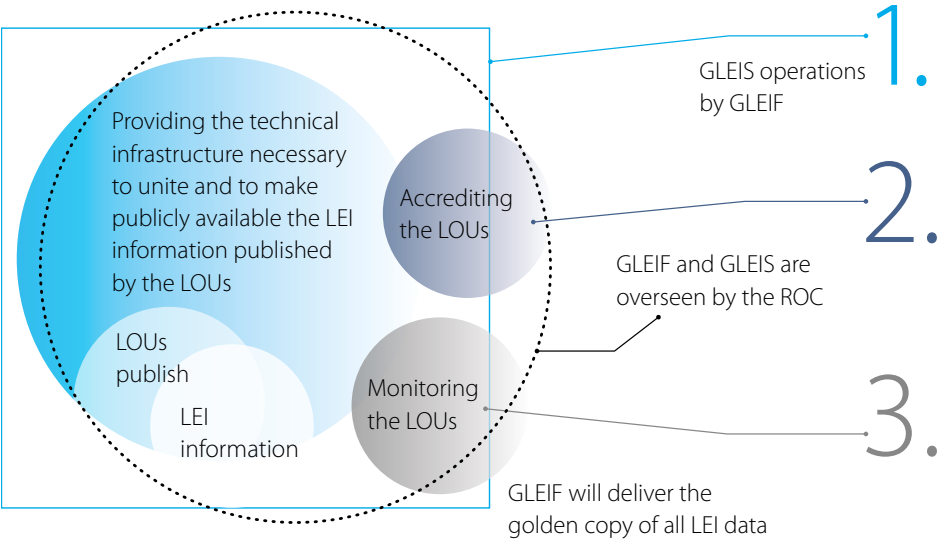 1.
GLEIS operations
by GLEIF
Providing the technical
infrastructure necessary
to unite and to make
publicly available the LEI
information published
by the LOUs
Accrediting
the LOUs
2.
GLEIF and GLEIS are
overseen by the ROC
LOUs
publish
LEI
information
Monitoring
the LOUs
3.
GLEIF will deliver the
golden copy of all LEI data